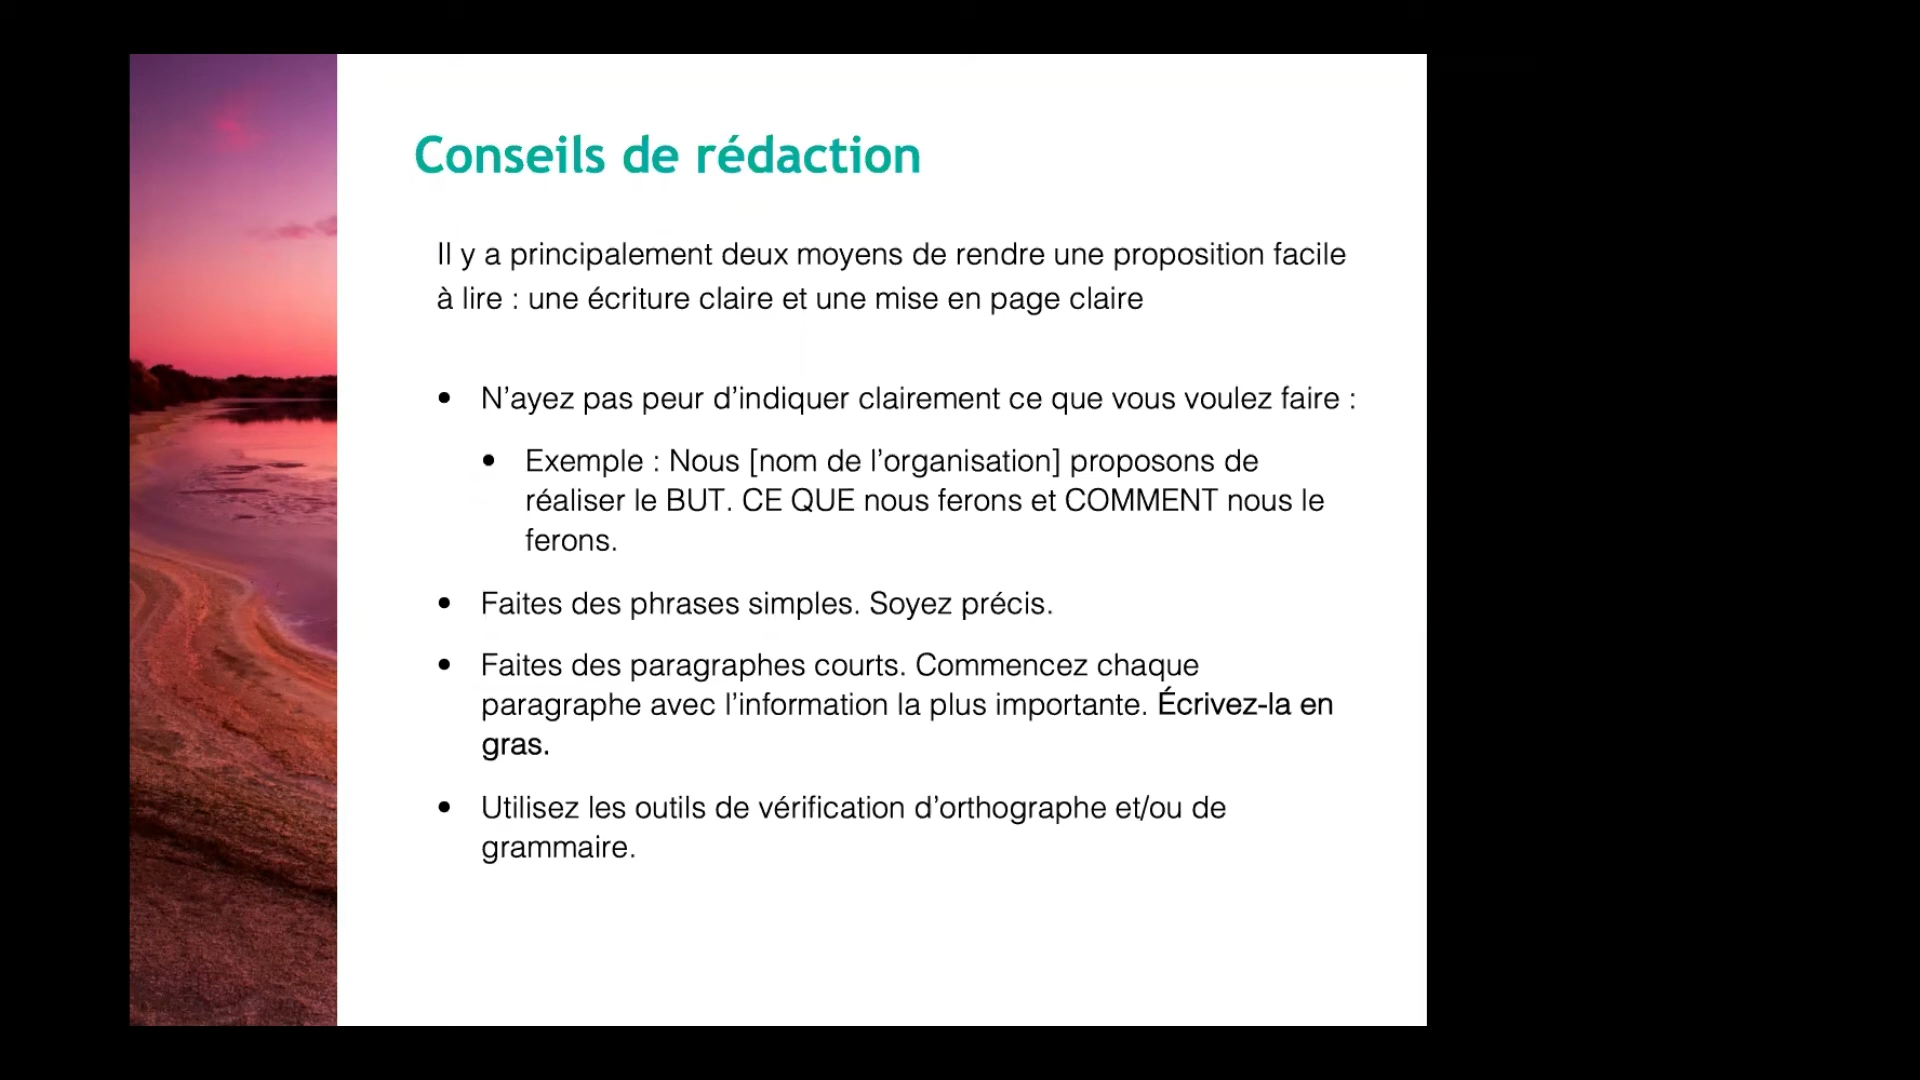 Conseils de rédaction
Il y a principalement deux moyens de rendre une proposition facile
à lire : une écriture claire et une mise en page claire
• N’ayez pas peur d’indiquer clairement ce que vous voulez faire :
• Exemple : Nous [nom de l’organisation] proposons de
réaliser le BUT. CE QUE nous ferons et COMMENT nous le
ferons.
• Faites des phrases simples. Soyez précis.
• Faites des paragraphes courts. Commencez chaque
paragraphe avec l’information la plus importante. Écrivez-la en
gras.
• Utilisez les outils de vérification d’orthographe et/ou de
grammaire.